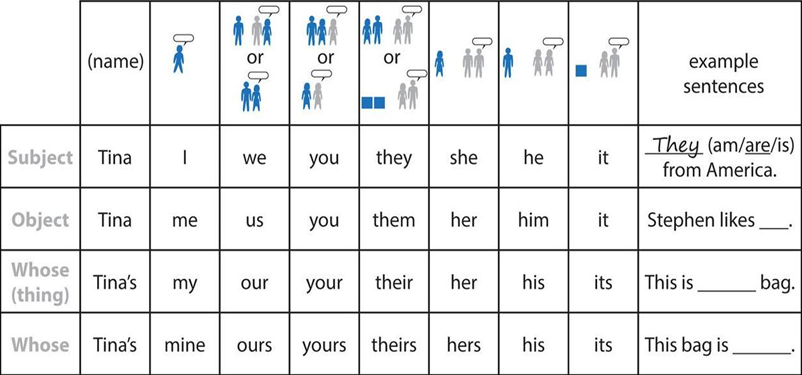 (name) or or or example
sentences
Subject Tina I we you they she he it They (am/are/is)
from America.
Object Tina me us you them her him it Stephen likes ___.
Whose
(thing) Tina's my our your their her his its This is ______ bag.
Whose Tina's mine ours yours theirs hers his its This bag is ______.